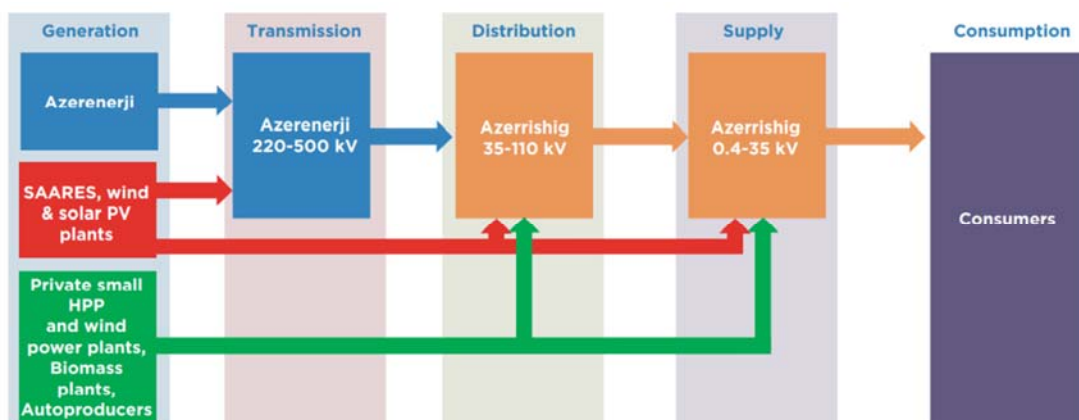 Generation
Transmission
Distribution
Supply
Consumption
Azerenerji
Azerenerji
220-500 kV
Azerrishig
35-110 kV
Azerrishig
0.4-35 kV
SAARES, wind
& solar PV
plants
Consumers
Private small
HPP
and wind
power plants,
Biomass
plants,
Autoproducers